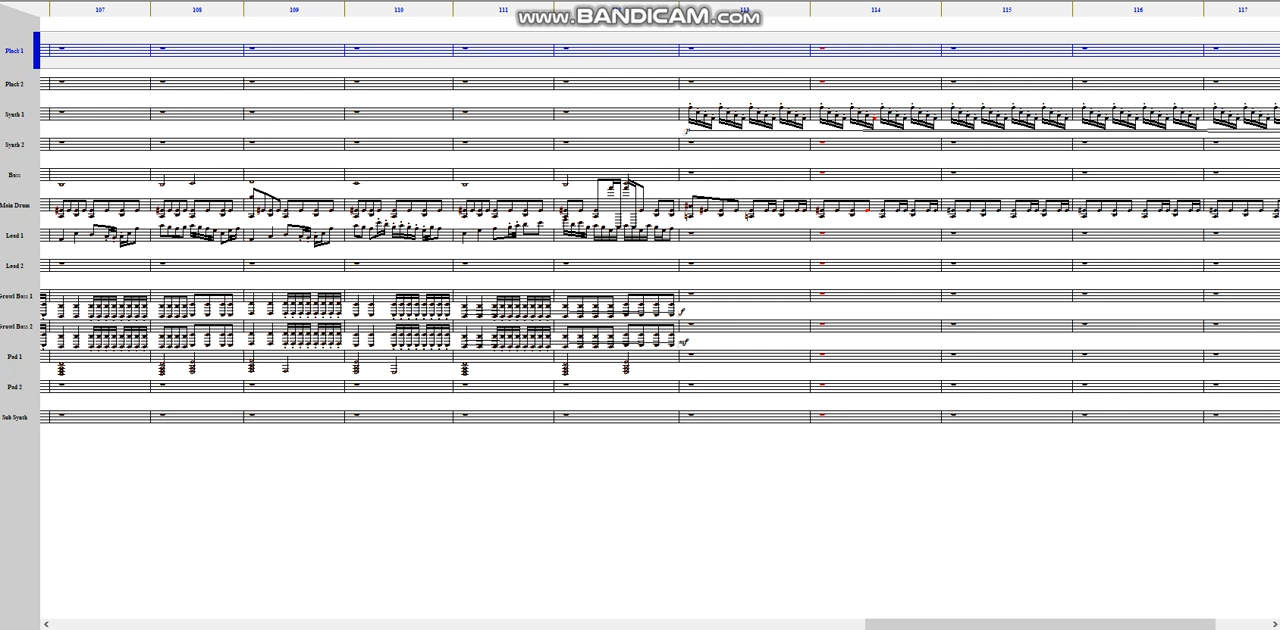 107 108 109 110 111 113 114 115 116 117
www.BANDICAM.com
Pluck 1
Pluck 2
Synth 1
p
Synth 2
Bass
Main Drum
Lead 1
Lead 2
Growl Bass 1
f
Growl Bass 2
mf
Pad 1
Pad 2
Sub Synth